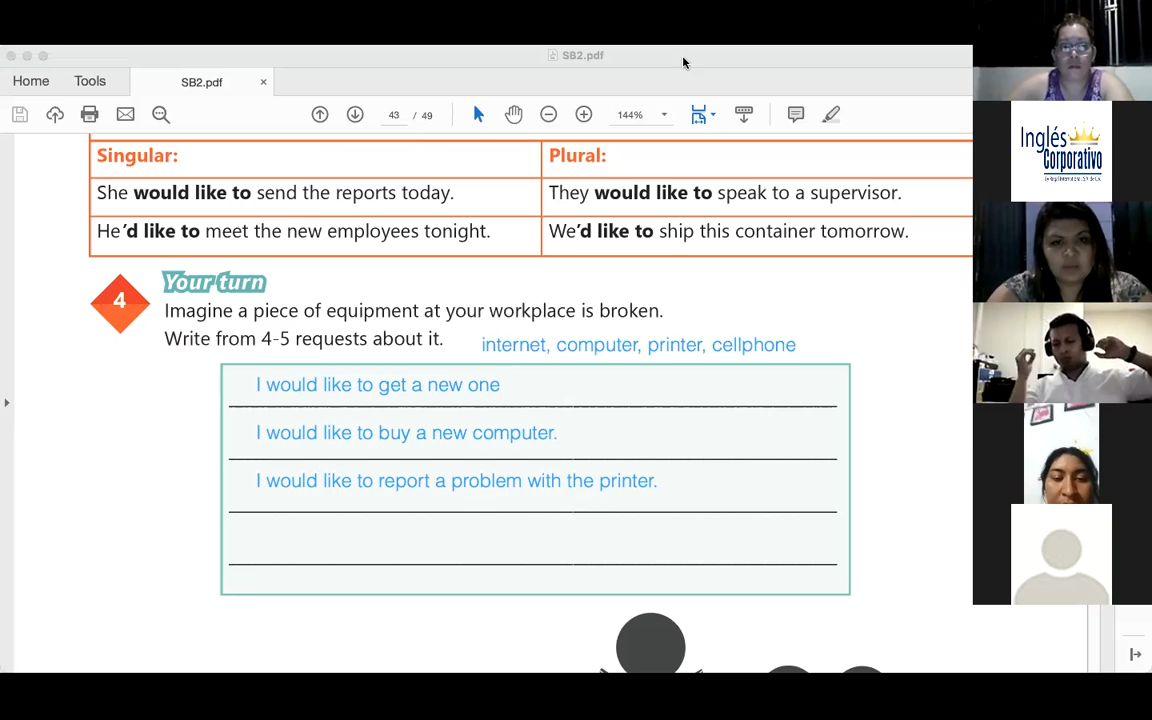 SB2.pdf
Home Tools SB2.pdf ×
43 / 49 144%
Singular: Plural:
She would like to send the reports today. They would like to speak to a supervisor.
He'd like to meet the new employees tonight. We'd like to ship this container tomorrow.
4 Your turn
Imagine a piece of equipment at your workplace is broken.
Write from 4-5 requests about it.
internet, computer, printer, cellphone
I would like to get a new one
I would like to buy a new computer.
I would like to report a problem with the printer.
Inglés
Corporativo